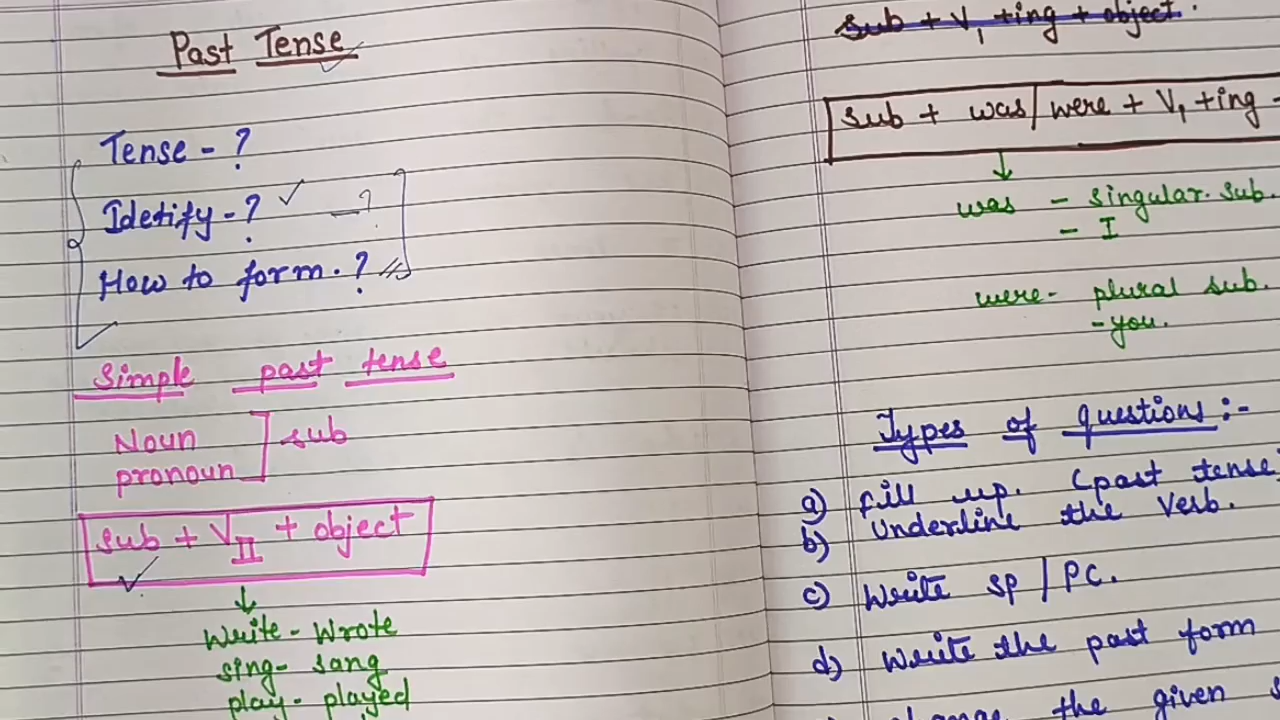 Past Tense
Tense - ?
Idetify - ? ✓ —?
How to form. ?
Simple past tense
Noun
pronoun ] sub
sub + V_II + object
↓
Write - Wrote
sing - sang
play - played
sub + V₁ +ing + object.
sub + was/were + V₁ +ing -
↓
was - singular sub.
- I
were - plural sub.
- you.
Types of questions :-
a) fill up. (past tense)
b) Underline the Verb.
c) Write SP / PC.
d) Write the past form
the given